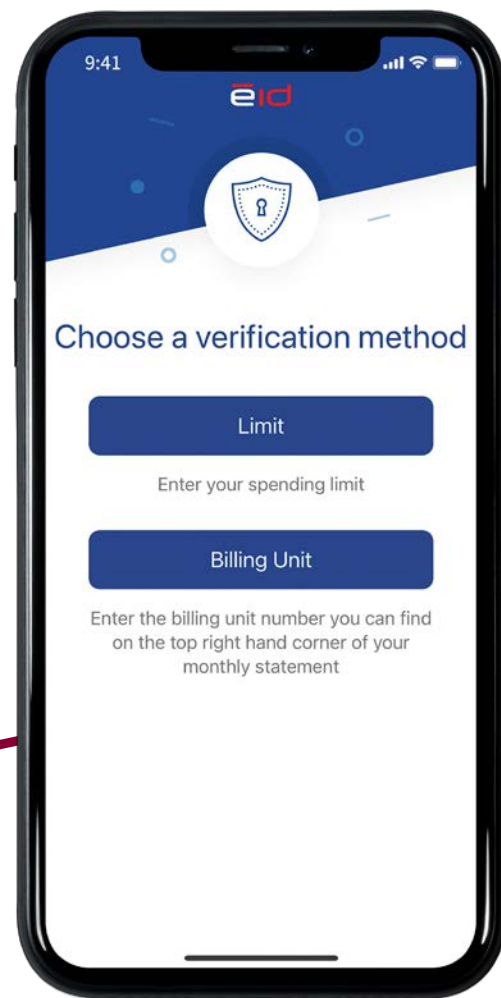 9:41
ēıd
Choose a verification method
Limit
Enter your spending limit
Billing Unit
Enter the billing unit number you can find
on the top right hand corner of your
monthly statement